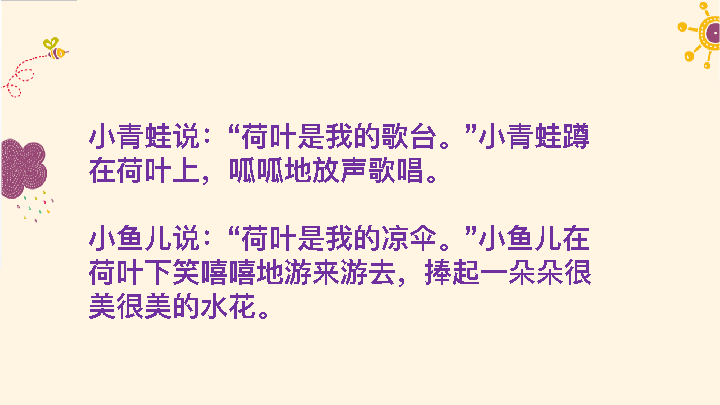 小青蛙说：“荷叶是我的歌台。”小青蛙蹲
在荷叶上，呱呱地放声歌唱。
小鱼儿说：“荷叶是我的凉伞。”小鱼儿在
荷叶下笑嘻嘻地游来游去，捧起一朵朵很
美很美的水花。